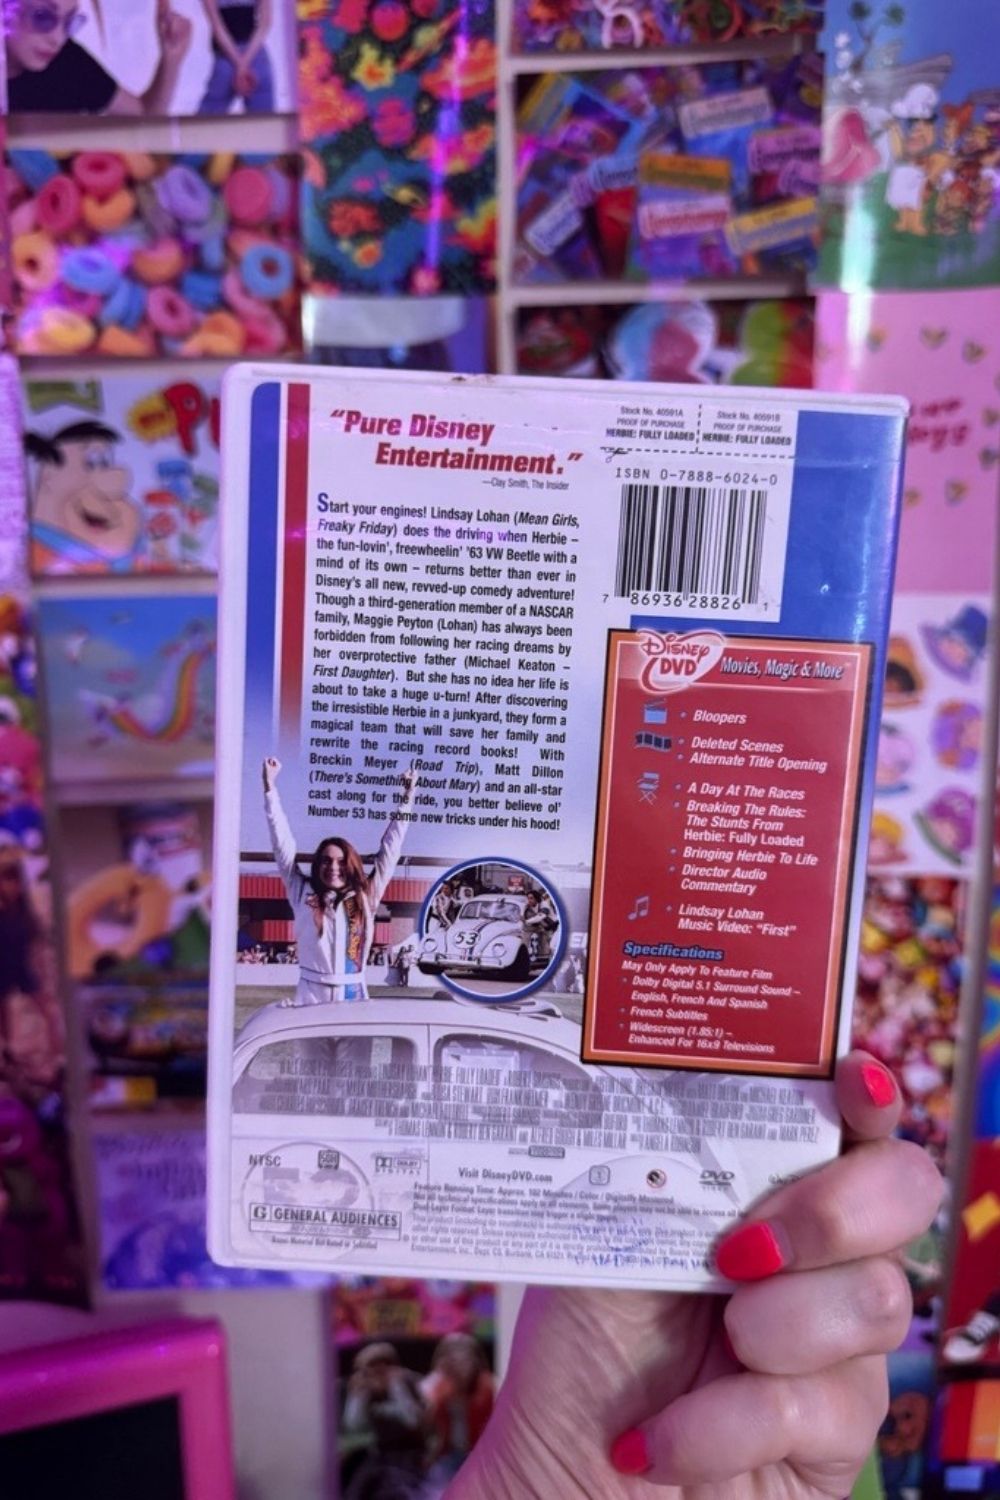 "Pure Disney
Entertainment."
—Clay Smith, The Insider
Start your engines! Lindsay Lohan (Mean Girls,
Freaky Friday) does the driving when Herbie –
the fun-lovin', freewheelin' '63 VW Beetle with a
mind of its own – returns better than ever in
Disney's all new, revved-up comedy adventure!
Though a third-generation member of a NASCAR
family, Maggie Peyton (Lohan) has always been
forbidden from following her racing dreams by
her overprotective father (Michael Keaton –
First Daughter). But she has no idea her life is
about to take a huge u-turn! After discovering
the irresistible Herbie in a junkyard, they form a
magical team that will save her family and
rewrite the racing record books! With
Breckin Meyer (Road Trip), Matt Dillon
(There's Something About Mary) and an all-star
cast along for the ride, you better believe ol'
Number 53 has some new tricks under his hood!
53
Stock No. 40591A
PROOF OF PURCHASE
HERBIE: FULLY LOADED
Stock No. 40591B
PROOF OF PURCHASE
HERBIE: FULLY LOADED
ISBN 0-7888-6024-0
7 86936 28826 1
Disney
DVD Movies, Magic & More
• Bloopers
• Deleted Scenes
• Alternate Title Opening
• A Day At The Races
• Breaking The Rules:
The Stunts From
Herbie: Fully Loaded
• Bringing Herbie To Life
• Director Audio
Commentary
• Lindsay Lohan
Music Video: "First"
Specifications
May Only Apply To Feature Film
• Dolby Digital 5.1 Surround Sound –
English, French And Spanish
• French Subtitles
• Widescreen (1.85:1) –
Enhanced For 16x9 Televisions
NTSC
DOLBY
DIGITAL
Visit DisneyDVD.com
1
DVD
G GENERAL AUDIENCES
Feature Running Time: Approx. 102 Minutes / Color / Digitally Mastered